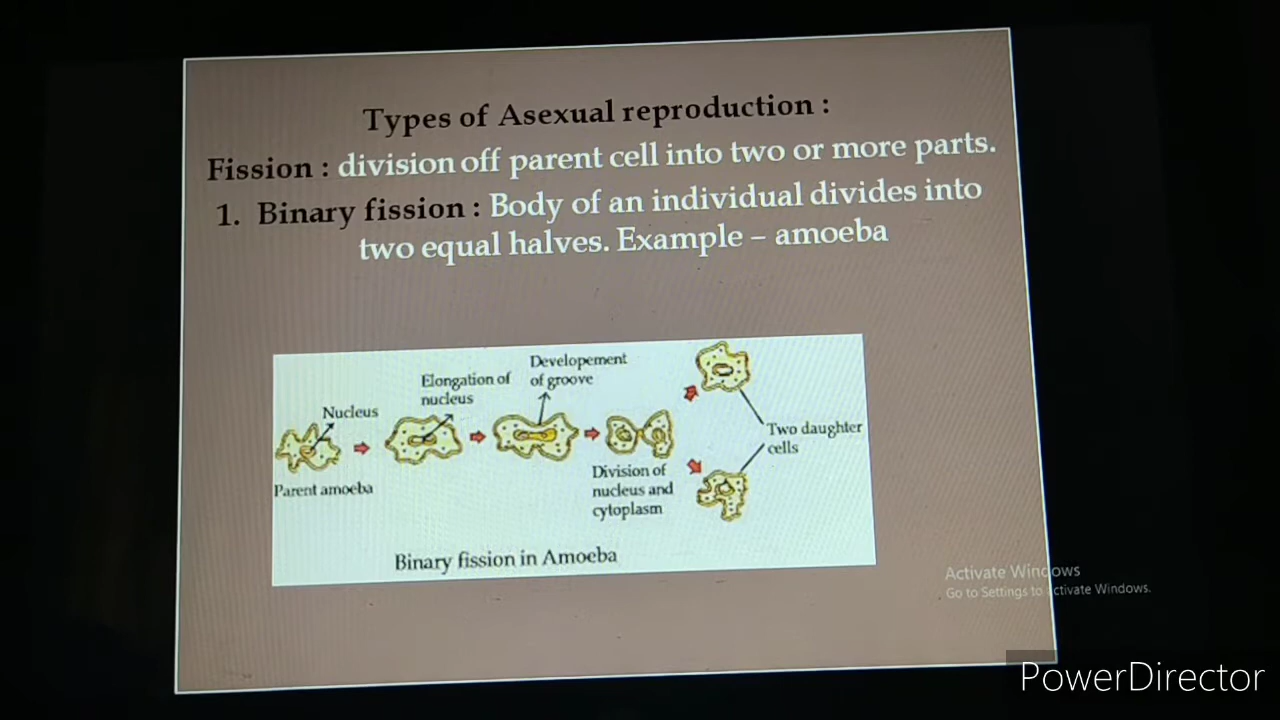 Types of Asexual reproduction :
Fission : division off parent cell into two or more parts.
1. Binary fission : Body of an individual divides into
two equal halves. Example – amoeba
Developement
of groove
Elongation of
nucleus
Nucleus
Two daughter
cells
Division of
nucleus and
cytoplasm
Parent amoeba
Binary fission in Amoeba
Activate Windows
Go to Settings to activate Windows.
PowerDirector